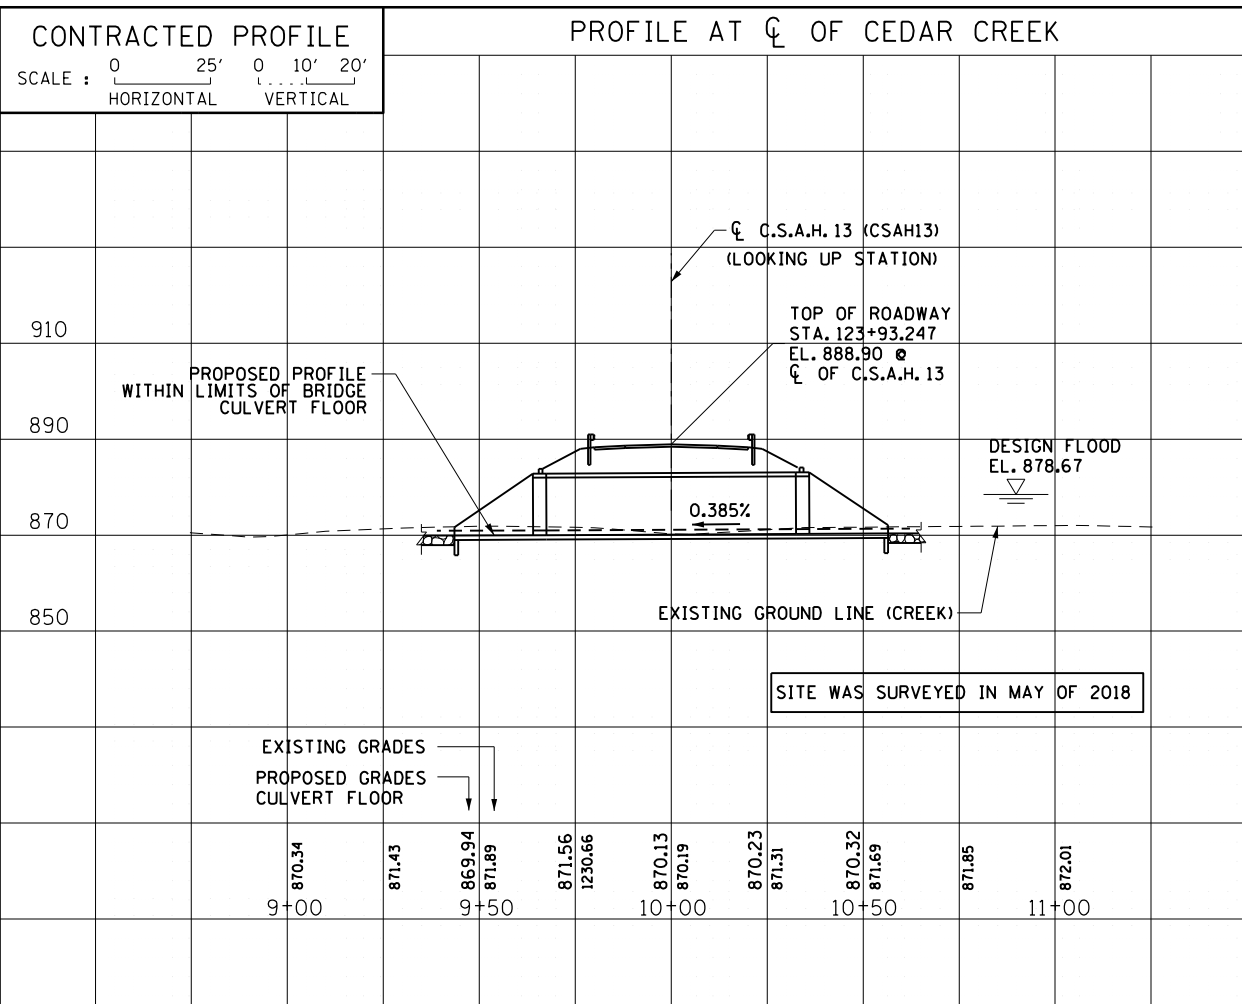 CONTRACTED PROFILE
SCALE : 0 25' 0 10' 20'
HORIZONTAL VERTICAL
PROFILE AT ℄ OF CEDAR CREEK
℄ C.S.A.H. 13 (CSAH13)
(LOOKING UP STATION)
TOP OF ROADWAY
STA. 123+93.247
EL. 888.90 @
℄ OF C.S.A.H. 13
910
PROPOSED PROFILE
WITHIN LIMITS OF BRIDGE
CULVERT FLOOR
890
DESIGN FLOOD
EL. 878.67
870
0.385%
850
EXISTING GROUND LINE (CREEK)
SITE WAS SURVEYED IN MAY OF 2018
EXISTING GRADES
PROPOSED GRADES
CULVERT FLOOR
870.34
871.43
869.94
871.89
871.56
1230.66
870.13
870.19
870.23
871.31
870.32
871.69
871.85
872.01
9+00 9+50 10+00 10+50 11+00